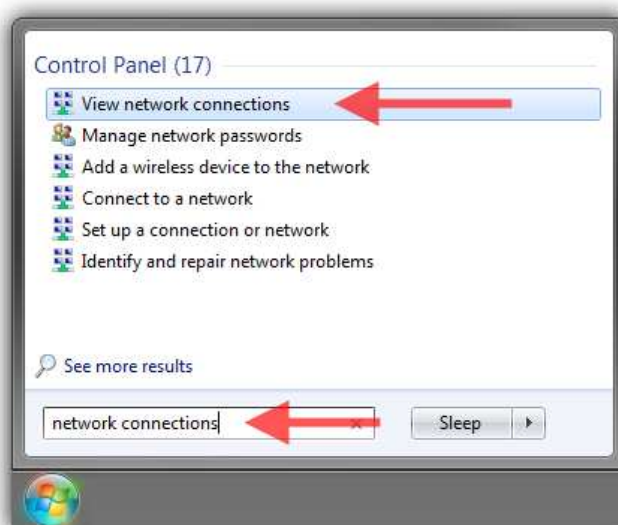 Control Panel (17)
View network connections
Manage network passwords
Add a wireless device to the network
Connect to a network
Set up a connection or network
Identify and repair network problems
See more results
network connections
Sleep